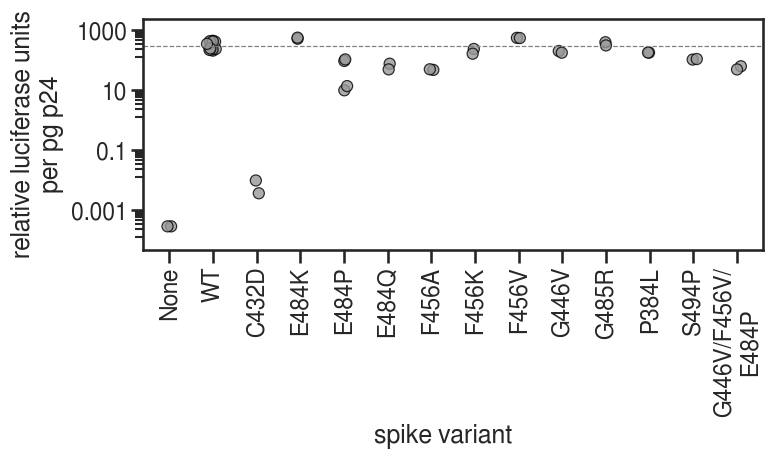 relative luciferase units
per pg p24
1000
10
0.1
0.001
None
WT
C432D
E484K
E484P
E484Q
F456A
F456K
F456V
G446V
G485R
P384L
S494P
G446V/F456V/
E484P
spike variant